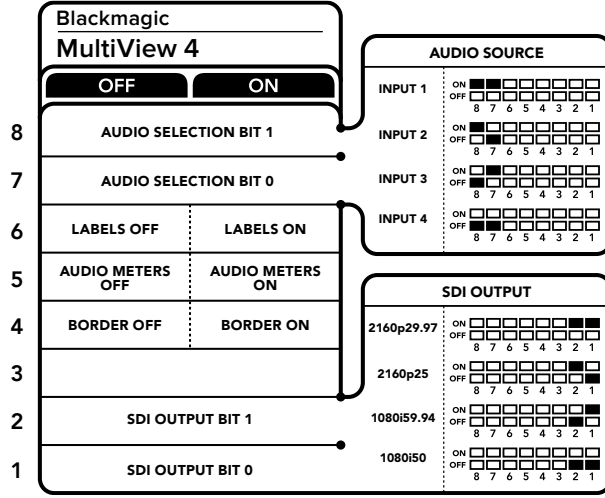 Blackmagic
MultiView 4
OFF ON
8 AUDIO SELECTION BIT 1
7 AUDIO SELECTION BIT 0
6 LABELS OFF LABELS ON
5 AUDIO METERS OFF AUDIO METERS ON
4 BORDER OFF BORDER ON
3
2 SDI OUTPUT BIT 1
1 SDI OUTPUT BIT 0
AUDIO SOURCE
INPUT 1 ON
OFF
8 7 6 5 4 3 2 1
INPUT 2 ON
OFF
8 7 6 5 4 3 2 1
INPUT 3 ON
OFF
8 7 6 5 4 3 2 1
INPUT 4 ON
OFF
8 7 6 5 4 3 2 1
SDI OUTPUT
2160p29.97 ON
OFF
8 7 6 5 4 3 2 1
2160p25 ON
OFF
8 7 6 5 4 3 2 1
1080i59.94 ON
OFF
8 7 6 5 4 3 2 1
1080i50 ON
OFF
8 7 6 5 4 3 2 1